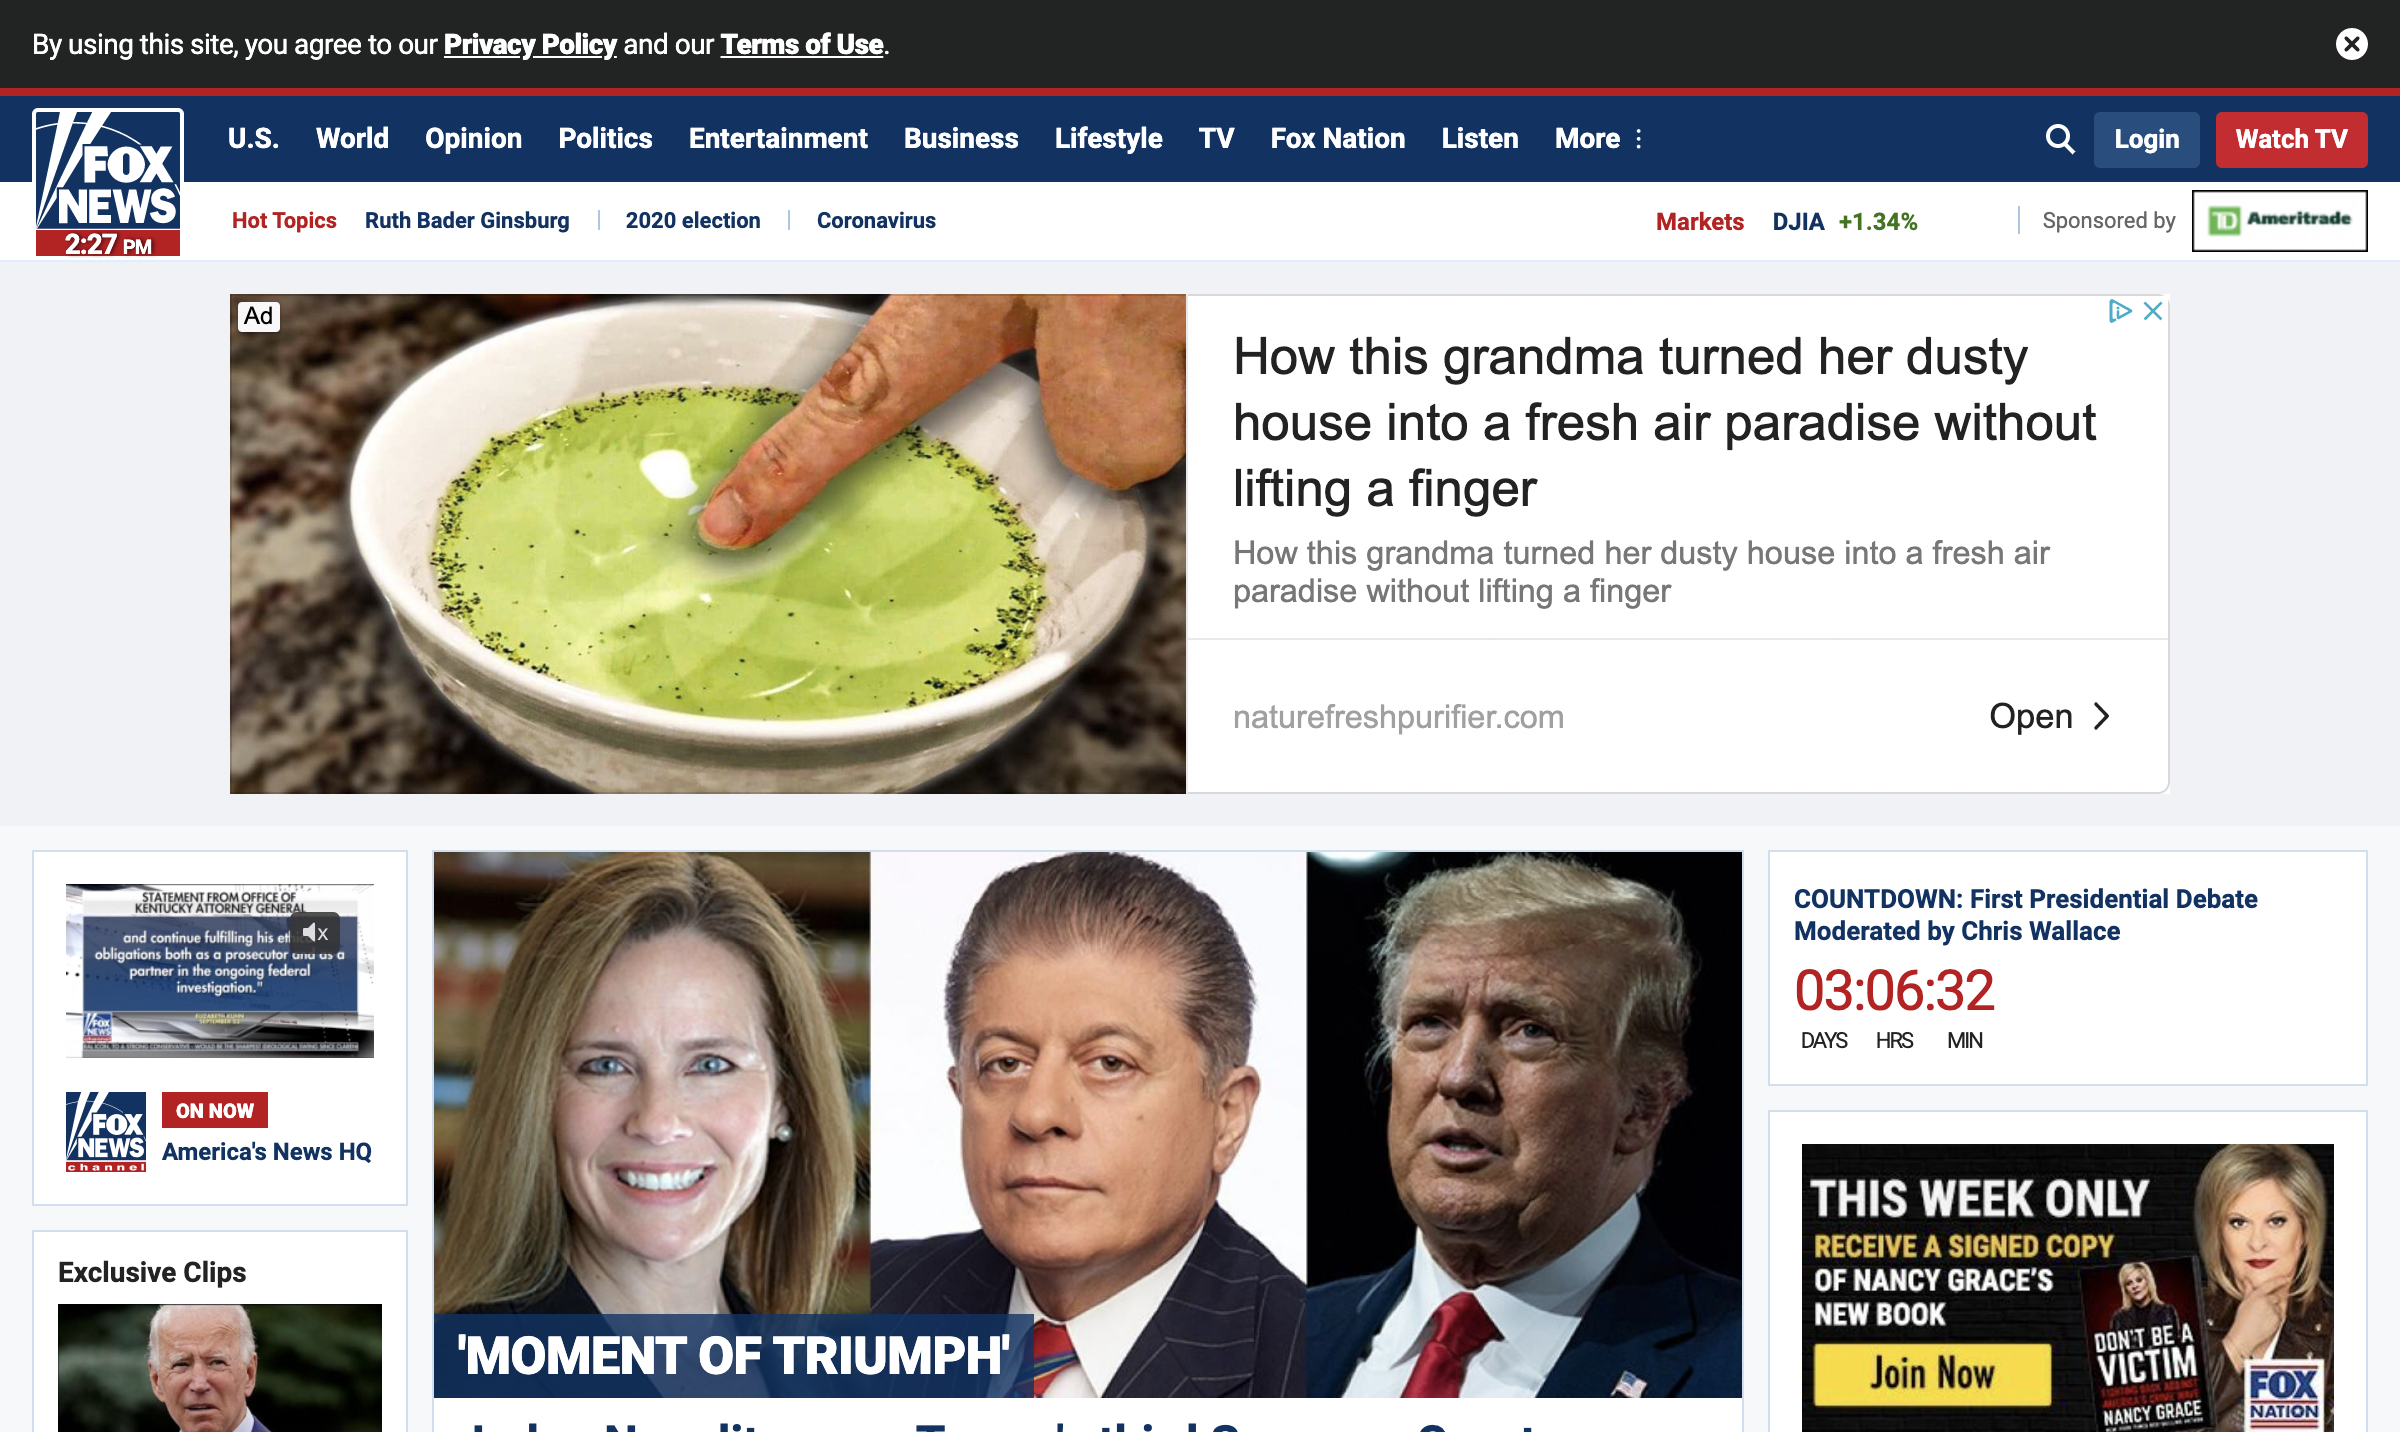 By using this site, you agree to our Privacy Policy and our Terms of Use.
FOX
NEWS
2:27 PM
U.S. World Opinion Politics Entertainment Business Lifestyle TV Fox Nation Listen More
Login
Watch TV
Hot Topics Ruth Bader Ginsburg 2020 election Coronavirus
Markets DJIA +1.34%
Sponsored by
TD Ameritrade
Ad
How this grandma turned her dusty
house into a fresh air paradise without
lifting a finger
How this grandma turned her dusty house into a fresh air
paradise without lifting a finger
naturefreshpurifier.com
Open
STATEMENT FROM OFFICE OF
KENTUCKY ATTORNEY GENERAL
and continue fulfilling his ethical
obligations both as a prosecutor and as a
partner in the ongoing federal
investigation."
FOX
NEWS
FOX
NEWS
channel
ON NOW
America's News HQ
Exclusive Clips
'MOMENT OF TRIUMPH'
COUNTDOWN: First Presidential Debate
Moderated by Chris Wallace
03:06:32
DAYS HRS MIN
THIS WEEK ONLY
RECEIVE A SIGNED COPY
OF NANCY GRACE'S
NEW BOOK
Join Now
DON'T BE A
VICTIM
NANCY GRACE
FOX
NATION